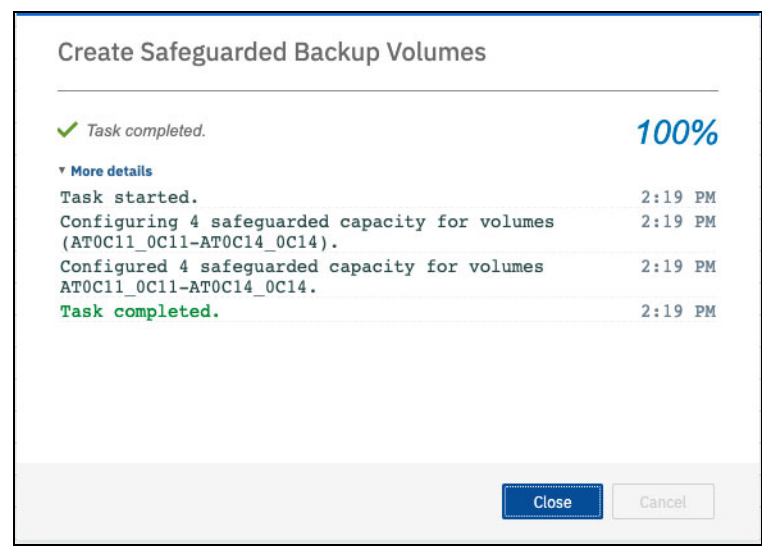 Create Safeguarded Backup Volumes
Task completed.
100%
More details
Task started. 2:19 PM
Configuring 4 safeguarded capacity for volumes 2:19 PM
(AT0C11_0C11-AT0C14_0C14).
Configured 4 safeguarded capacity for volumes 2:19 PM
AT0C11_0C11-AT0C14_0C14.
Task completed. 2:19 PM
Close
Cancel